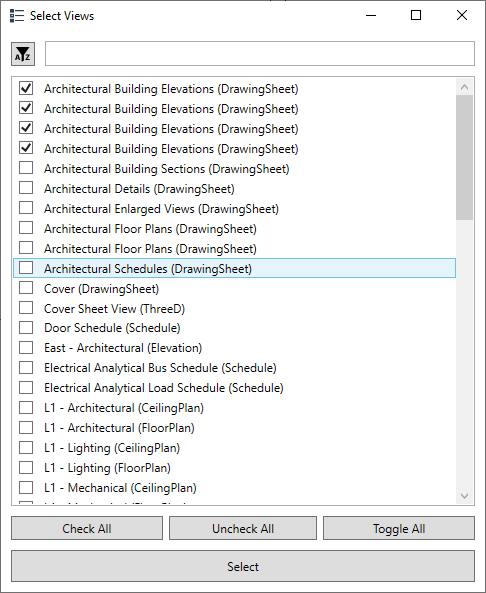 Select Views
AZ
Architectural Building Elevations (DrawingSheet)
Architectural Building Elevations (DrawingSheet)
Architectural Building Elevations (DrawingSheet)
Architectural Building Elevations (DrawingSheet)
Architectural Building Sections (DrawingSheet)
Architectural Details (DrawingSheet)
Architectural Enlarged Views (DrawingSheet)
Architectural Floor Plans (DrawingSheet)
Architectural Floor Plans (DrawingSheet)
Architectural Schedules (DrawingSheet)
Cover (DrawingSheet)
Cover Sheet View (ThreeD)
Door Schedule (Schedule)
East - Architectural (Elevation)
Electrical Analytical Bus Schedule (Schedule)
Electrical Analytical Load Schedule (Schedule)
L1 - Architectural (CeilingPlan)
L1 - Architectural (FloorPlan)
L1 - Lighting (CeilingPlan)
L1 - Lighting (FloorPlan)
L1 - Mechanical (CeilingPlan)
Check All
Uncheck All
Toggle All
Select